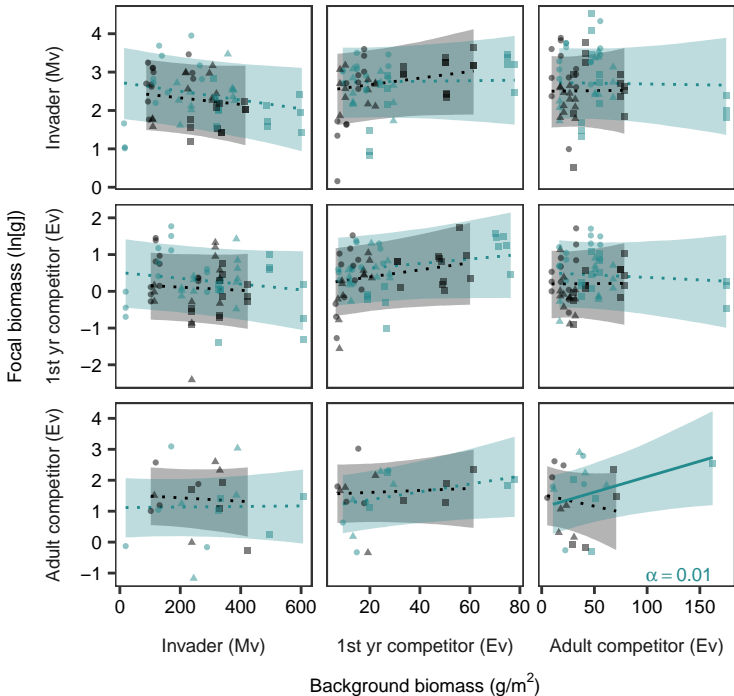 4
3
2
1
0
Invader (Mv)
2
1
0
−1
−2
1st yr competitor (Ev)
Focal biomass (ln[g])
4
3
2
1
0
−1
Adult competitor (Ev)
α = 0.01
0 200 400 600 20 40 60 80 0 50 100 150
Invader (Mv) 1st yr competitor (Ev) Adult competitor (Ev)
Background biomass (g/m²)